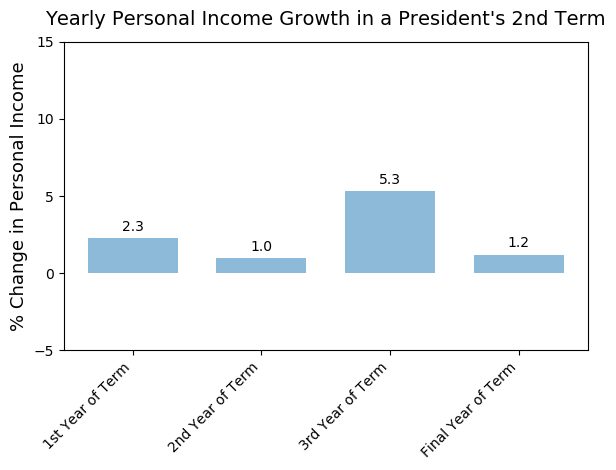 Yearly Personal Income Growth in a President's 2nd Term
% Change in Personal Income
15
10
5
0
−5
2.3
1.0
5.3
1.2
1st Year of Term
2nd Year of Term
3rd Year of Term
Final Year of Term